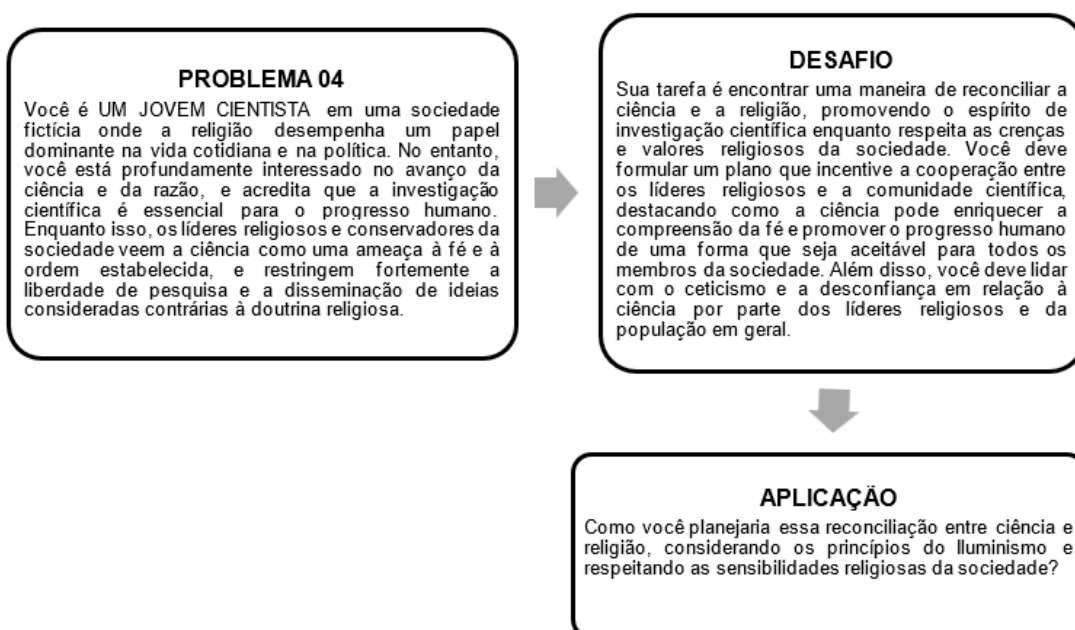 PROBLEMA 04
Você é UM JOVEM CIENTISTA em uma sociedade
fictícia onde a religião desempenha um papel
dominante na vida cotidiana e na política. No entanto,
você está profundamente interessado no avanço da
ciência e da razão, e acredita que a investigação
científica é essencial para o progresso humano.
Enquanto isso, os líderes religiosos e conservadores da
sociedade veem a ciência como uma ameaça à fé e à
ordem estabelecida, e restringem fortemente a
liberdade de pesquisa e a disseminação de ideias
consideradas contrárias à doutrina religiosa.
DESAFIO
Sua tarefa é encontrar uma maneira de reconciliar a
ciência e a religião, promovendo o espírito de
investigação científica enquanto respeita as crenças
e valores religiosos da sociedade. Você deve
formular um plano que incentive a cooperação entre
os líderes religiosos e a comunidade científica,
destacando como a ciência pode enriquecer a
compreensão da fé e promover o progresso humano
de uma forma que seja aceitável para todos os
membros da sociedade. Além disso, você deve lidar
com o ceticismo e a desconfiança em relação à
ciência por parte dos líderes religiosos e da
população em geral.
APLICAÇÃO
Como você planejaria essa reconciliação entre ciência e
religião, considerando os princípios do Iluminismo e
respeitando as sensibilidades religiosas da sociedade?